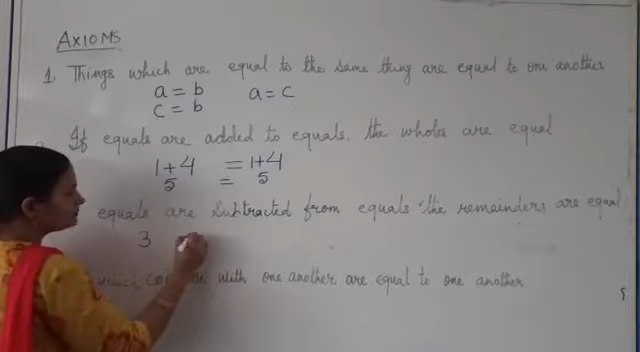 AXIOMS
1. Things which are equal to the same thing are equal to one another
a = b a = c
c = b
If equals are added to equals, the wholes are equal
1+4 = 1+4
5 = 5
equals are subtracted from equals the remainders are equal
3
with one another are equal to one another
5